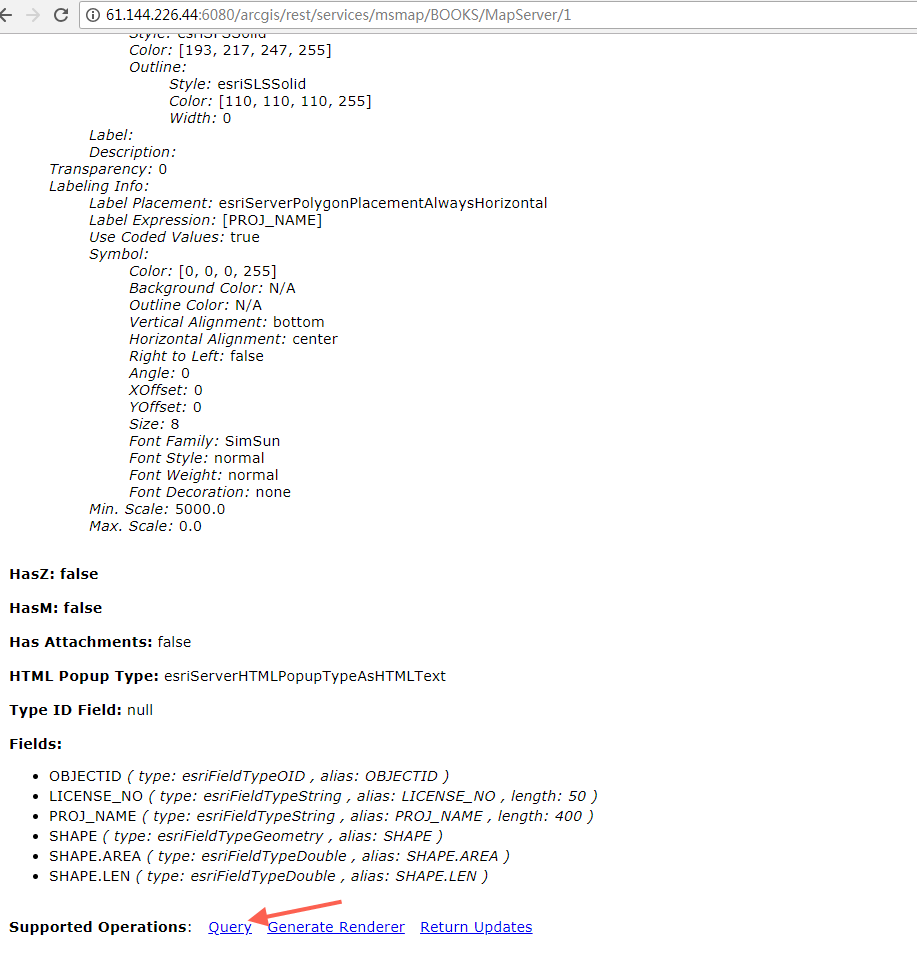 61.144.226.44:6080/arcgis/rest/services/msmap/BOOKS/MapServer/1
Style: esriSFSSolid
Color: [193, 217, 247, 255]
Outline:
Style: esriSLSSolid
Color: [110, 110, 110, 255]
Width: 0
Label:
Description:
Transparency: 0
Labeling Info:
Label Placement: esriServerPolygonPlacementAlwaysHorizontal
Label Expression: [PROJ_NAME]
Use Coded Values: true
Symbol:
Color: [0, 0, 0, 255]
Background Color: N/A
Outline Color: N/A
Vertical Alignment: bottom
Horizontal Alignment: center
Right to Left: false
Angle: 0
XOffset: 0
YOffset: 0
Size: 8
Font Family: SimSun
Font Style: normal
Font Weight: normal
Font Decoration: none
Min. Scale: 5000.0
Max. Scale: 0.0
HasZ: false
HasM: false
Has Attachments: false
HTML Popup Type: esriServerHTMLPopupTypeAsHTMLText
Type ID Field: null
Fields:
OBJECTID ( type: esriFieldTypeOID , alias: OBJECTID )
LICENSE_NO ( type: esriFieldTypeString , alias: LICENSE_NO , length: 50 )
PROJ_NAME ( type: esriFieldTypeString , alias: PROJ_NAME , length: 400 )
SHAPE ( type: esriFieldTypeGeometry , alias: SHAPE )
SHAPE.AREA ( type: esriFieldTypeDouble , alias: SHAPE.AREA )
SHAPE.LEN ( type: esriFieldTypeDouble , alias: SHAPE.LEN )
Supported Operations: Query Generate Renderer Return Updates